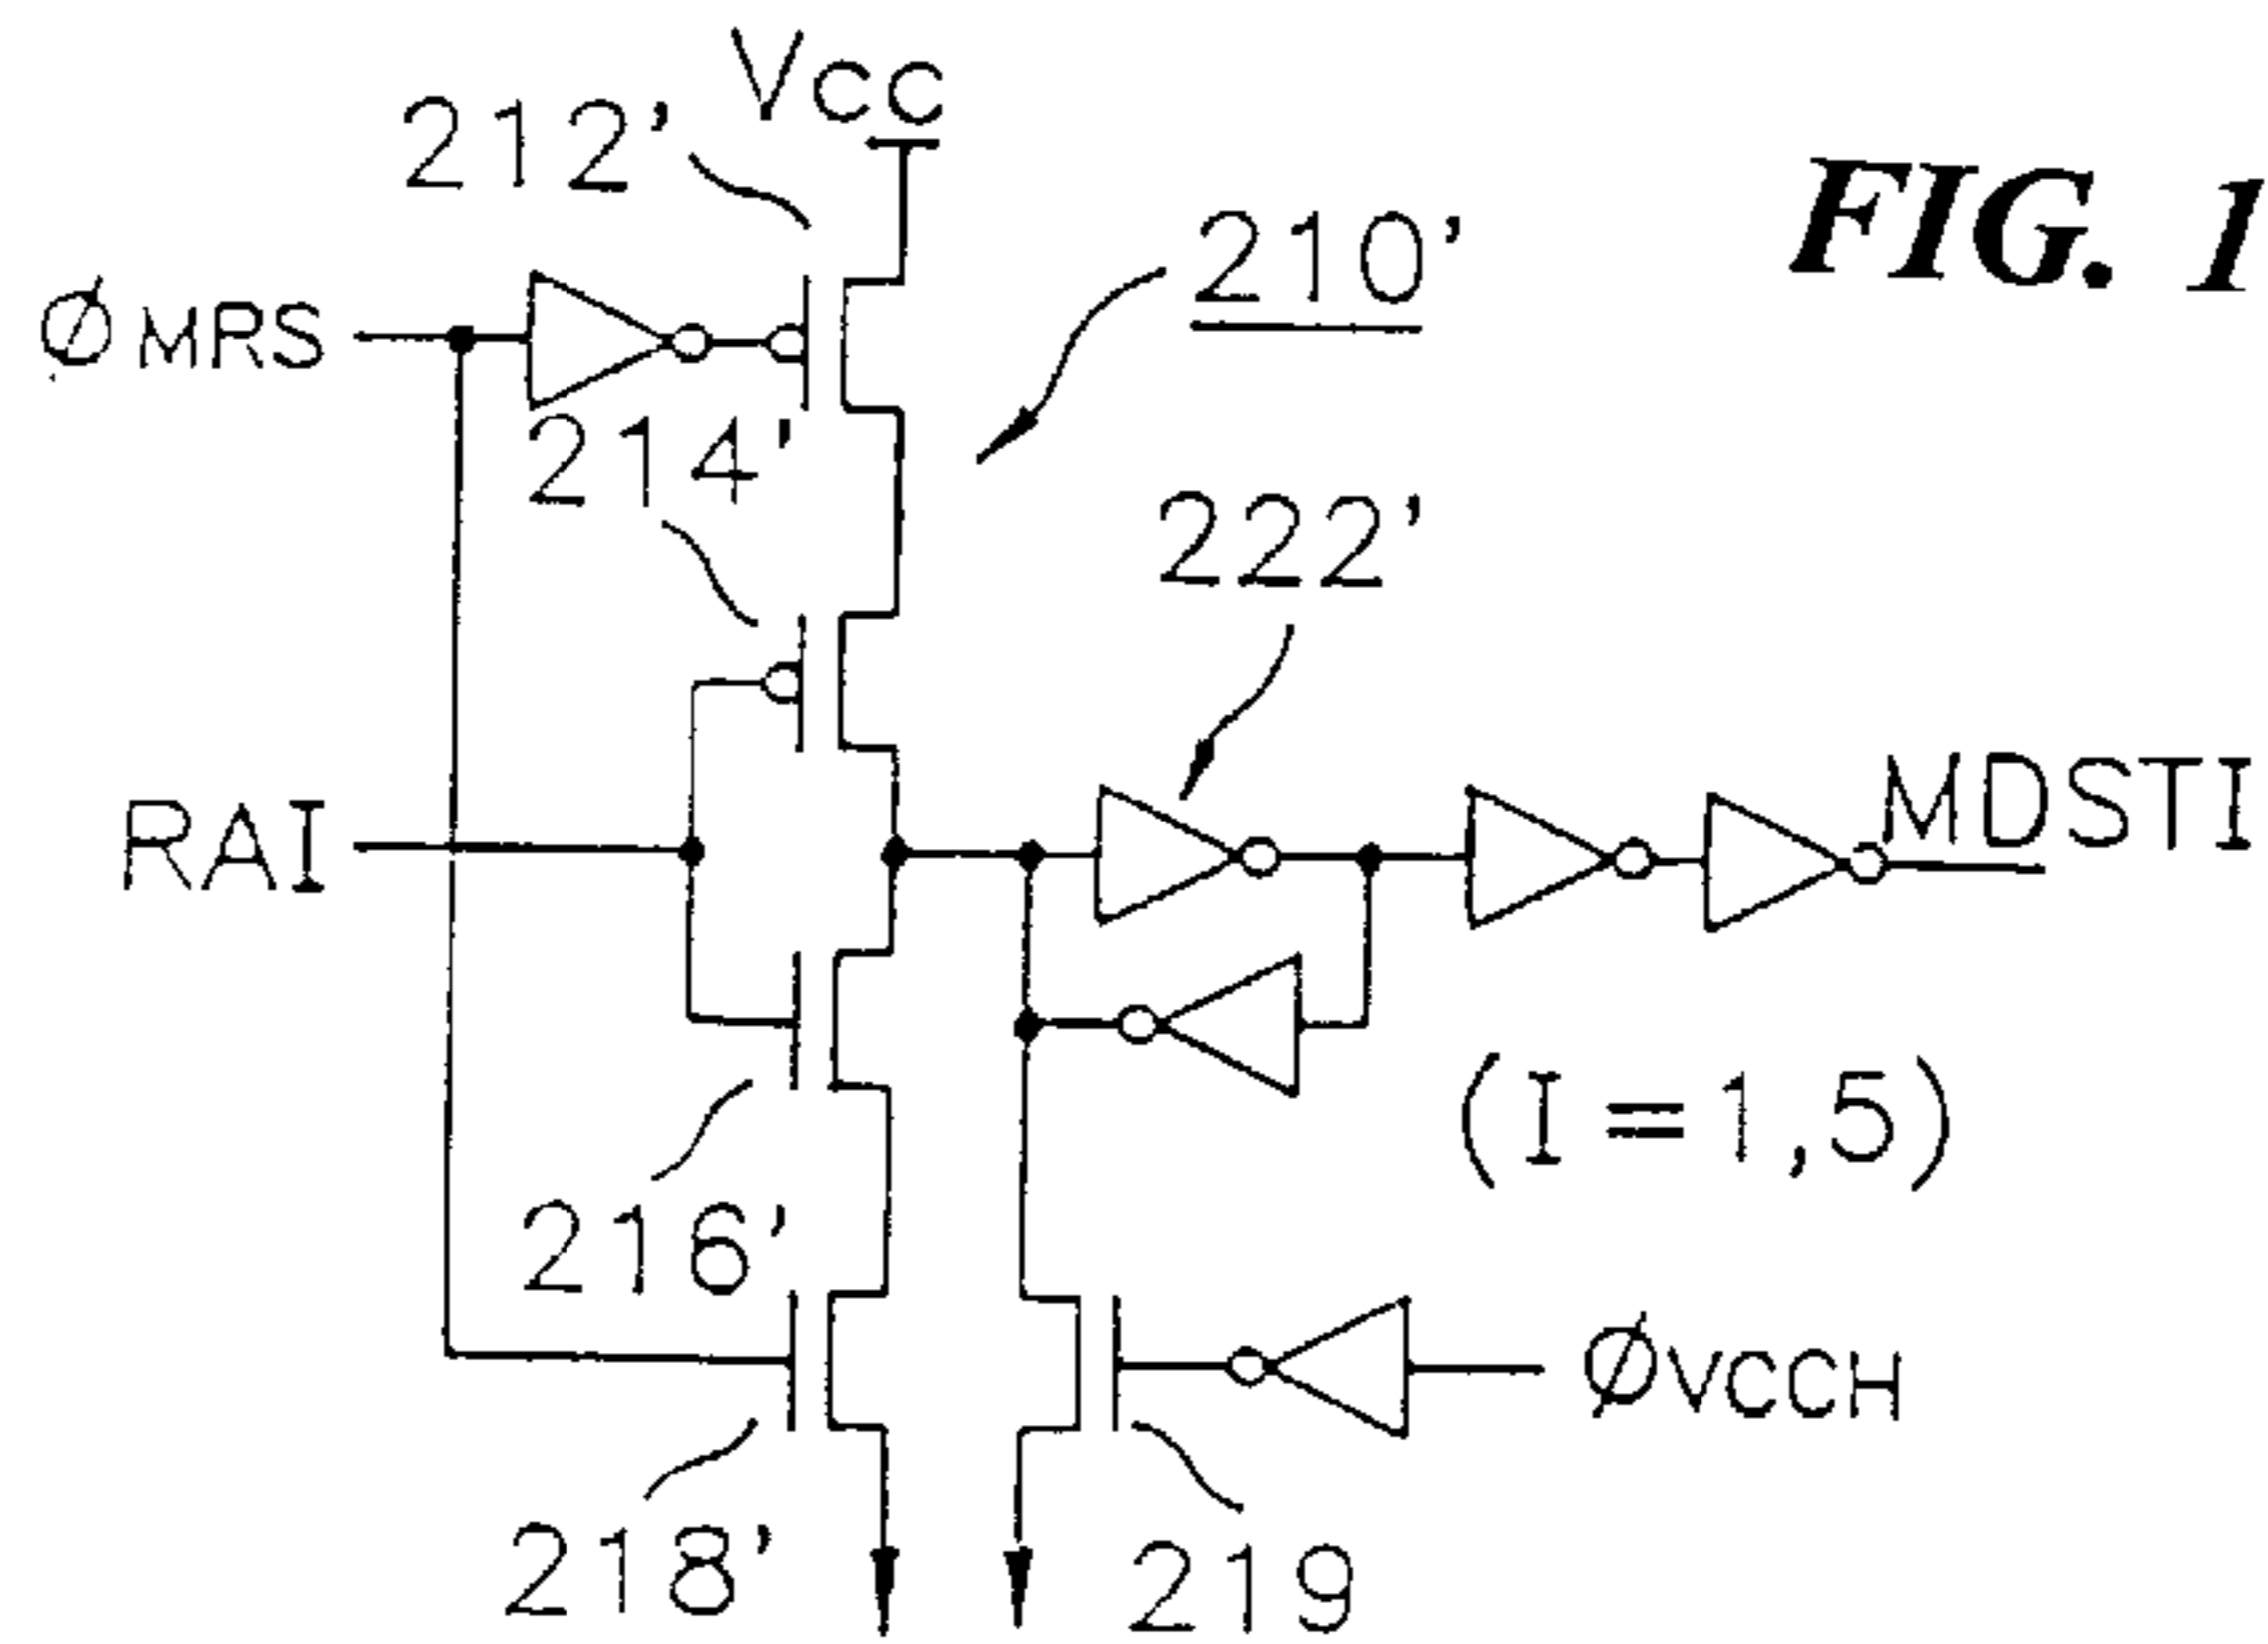 Vcc
212'
FIG. 1
210'
ØMRS
214'
222'
MDSTI
RAI
(I=1,5)
216'
ØVCCH
218'
219